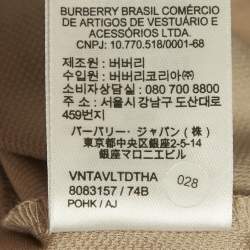 BURBERRY BRASIL COMÉRCIO
DE ARTIGOS DE VESTUÁRIO E
ACESSÓRIOS LTDA.
CNPJ: 10.770.518/0001-68
제조원 : 버버리
수입원 : 버버리코리아㈜
소비자상담실 : 080 700 8800
주소 : 서울시 강남구 도산대로
459번지
バーバリー・ジャパン(株)
東京都中央区銀座2-5-14
銀座マロニエビル
VNTAVLTDTHA
8083157 / 74B
POHK / AJ
028